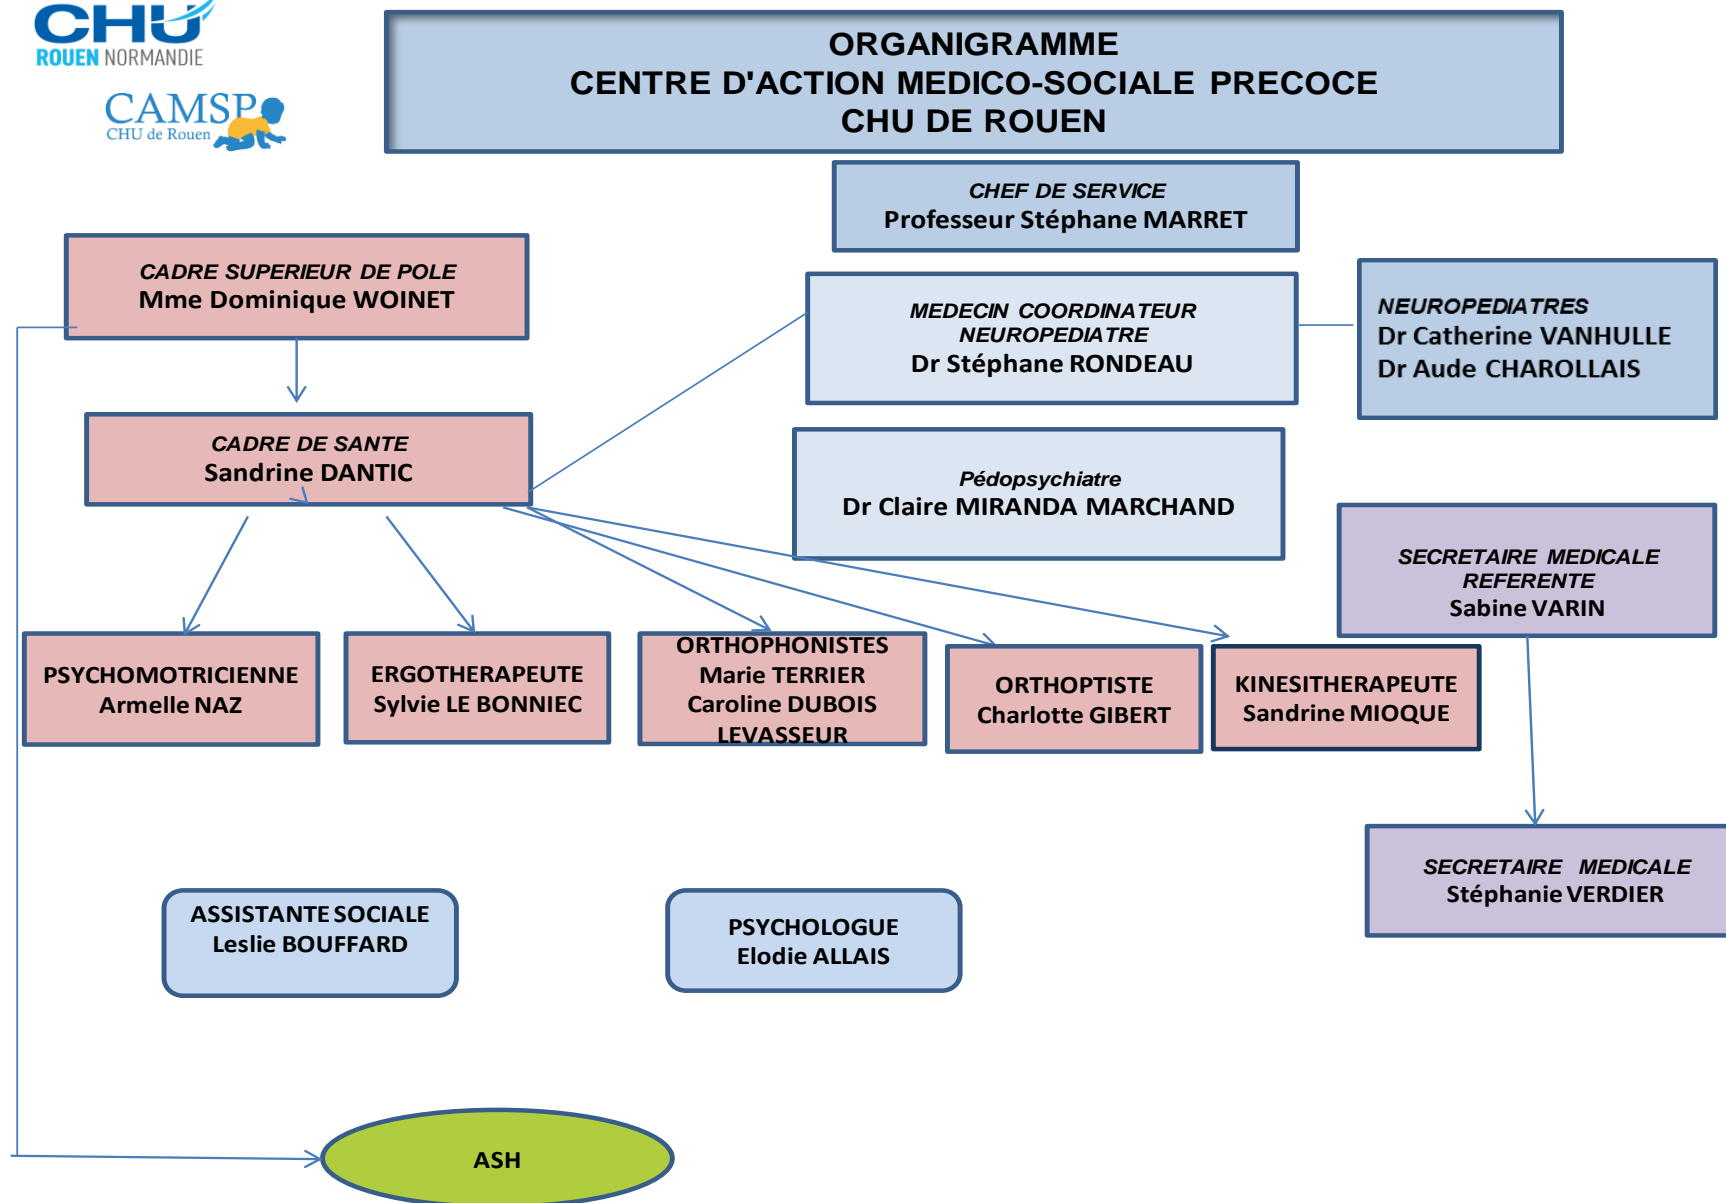 CHU
ROUEN NORMANDIE
CAMSP
CHU de Rouen
ORGANIGRAMME
CENTRE D'ACTION MEDICO-SOCIALE PRECOCE
CHU DE ROUEN
CHEF DE SERVICE
Professeur Stéphane MARRET
CADRE SUPERIEUR DE POLE
Mme Dominique WOINET
MEDECIN COORDINATEUR
NEUROPEDIATRE
Dr Stéphane RONDEAU
NEUROPEDIATRES
Dr Catherine VANHULLE
Dr Aude CHAROLLAIS
CADRE DE SANTE
Sandrine DANTIC
Pédopsychiatre
Dr Claire MIRANDA MARCHAND
SECRETAIRE MEDICALE
REFERENTE
Sabine VARIN
PSYCHOMOTRICIENNE
Armelle NAZ
ERGOTHERAPEUTE
Sylvie LE BONNIEC
ORTHOPHONISTES
Marie TERRIER
Caroline DUBOIS
LEVASSEUR
ORTHOPTISTE
Charlotte GIBERT
KINESITHERAPEUTE
Sandrine MIOQUE
SECRETAIRE MEDICALE
Stéphanie VERDIER
ASSISTANTE SOCIALE
Leslie BOUFFARD
PSYCHOLOGUE
Elodie ALLAIS
ASH